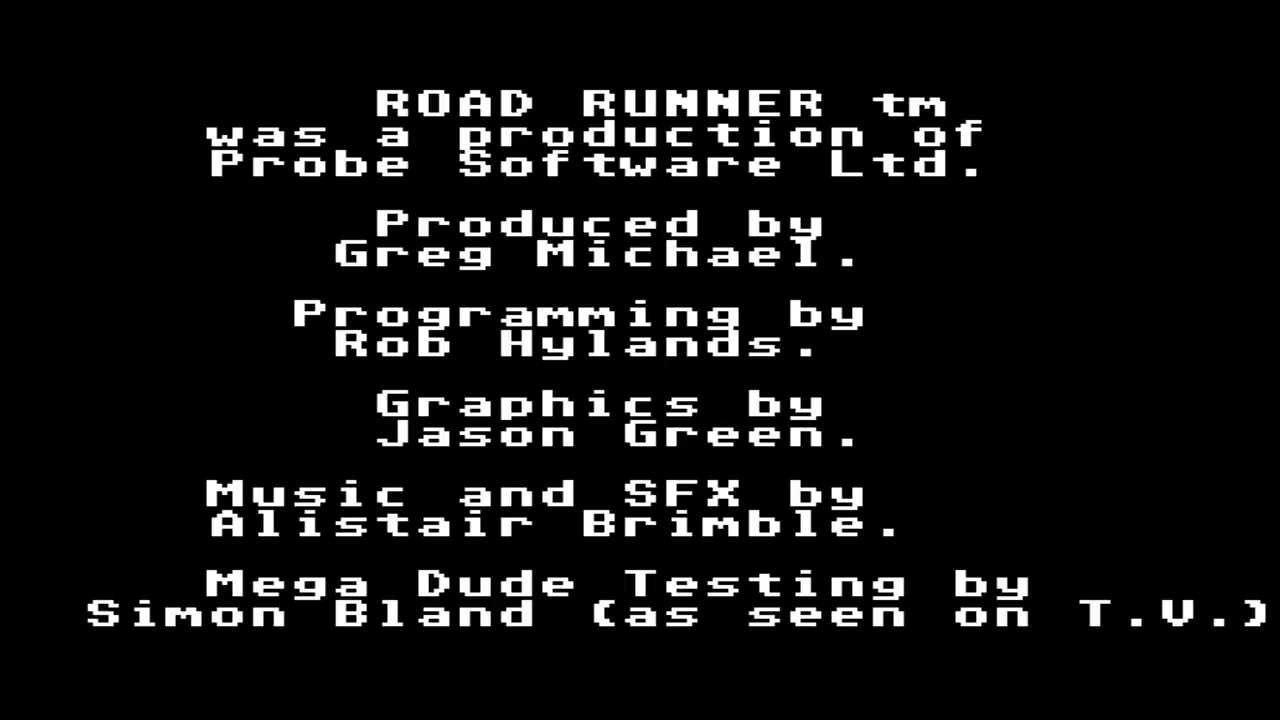 ROAD RUNNER tm
was a production of
Probe Software Ltd.
Produced by
Greg Michael.
Programming by
Rob Hylands.
Graphics by
Jason Green.
Music and SFX by
Alistair Brimble.
Mega Dude Testing by
Simon Bland (as seen on T.V.)